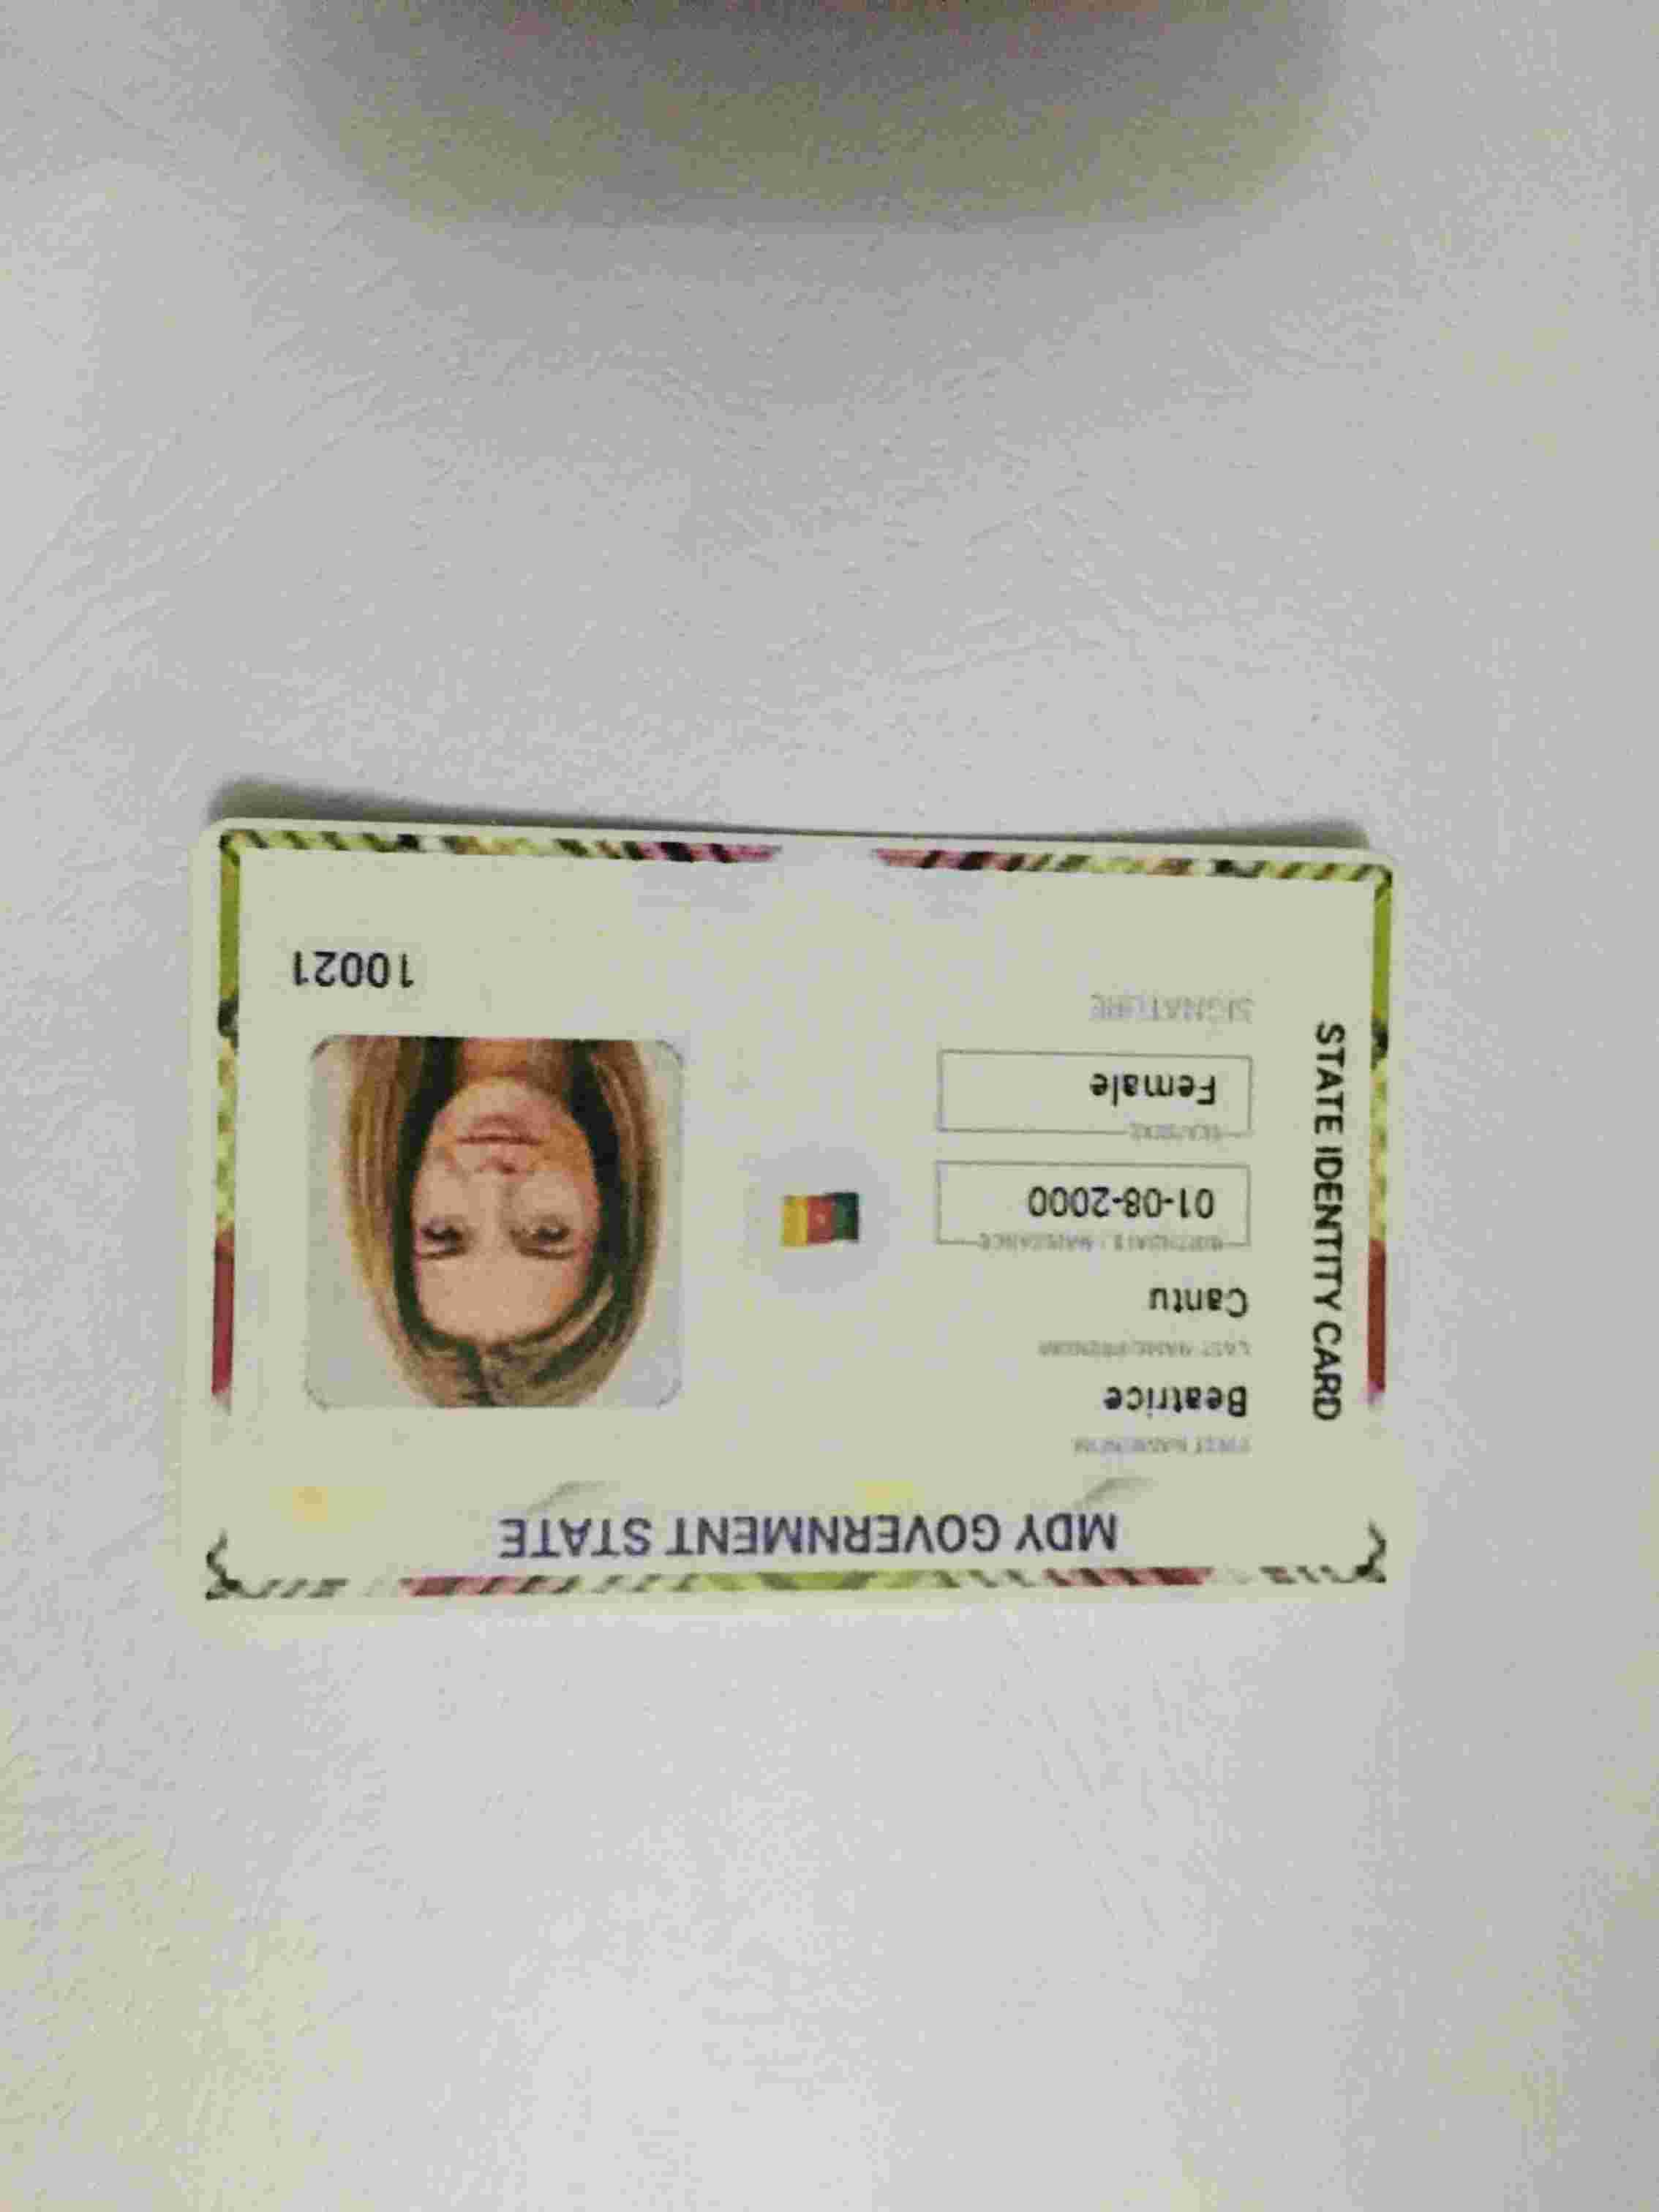 MDY GOVERNMENT STATE
FIRST NAME/NOM
Beatrice
LAST NAME/PRENOM
Cantu
BIRTHDATE / NAISSANCE
01-08-2000
SEX/SEXE
Female
SIGNATURE
10021
STATE IDENTITY CARD